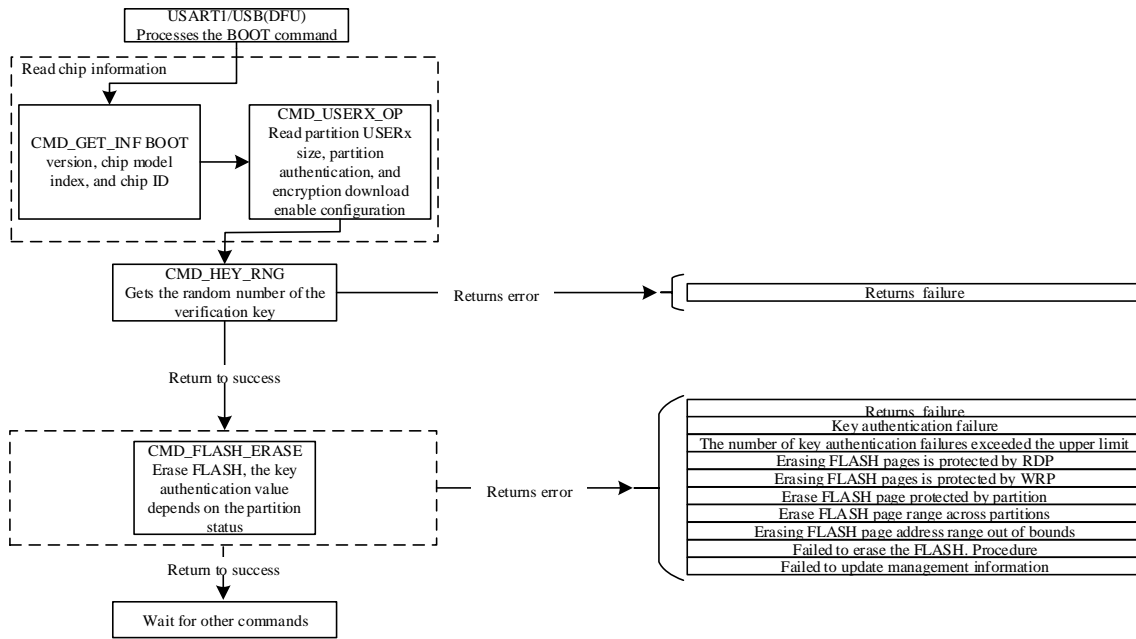 USART1/USB(DFU)
Processes the BOOT command
Read chip information
CMD_GET_INF BOOT
version, chip model
index, and chip ID
CMD_USERX_OP
Read partition USERx
size, partition
authentication, and
encryption download
enable configuration
CMD_HEY_RNG
Gets the random number of the
verification key
Returns error
Returns failure
Return to success
CMD_FLASH_ERASE
Erase FLASH, the key
authentication value
depends on the partition
status
Returns error
Returns failure
Key authentication failure
The number of key authentication failures exceeded the upper limit
Erasing FLASH pages is protected by RDP
Erasing FLASH pages is protected by WRP
Erase FLASH page protected by partition
Erase FLASH page range across partitions
Erasing FLASH page address range out of bounds
Failed to erase the FLASH. Procedure
Failed to update management information
Return to success
Wait for other commands